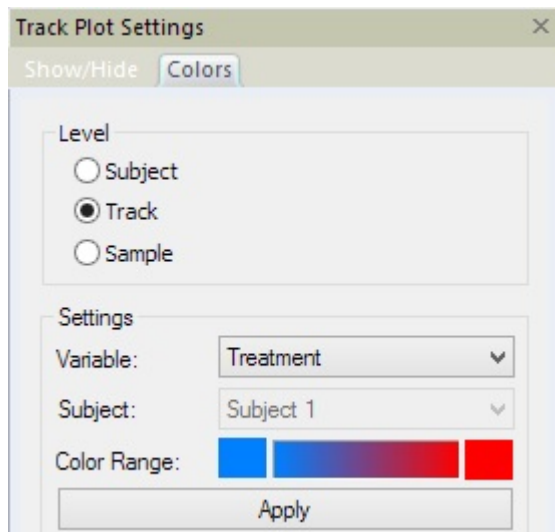 Track Plot Settings
Show/Hide Colors
Level
Subject
Track
Sample
Settings
Variable: Treatment
Subject: Subject 1
Color Range:
Apply